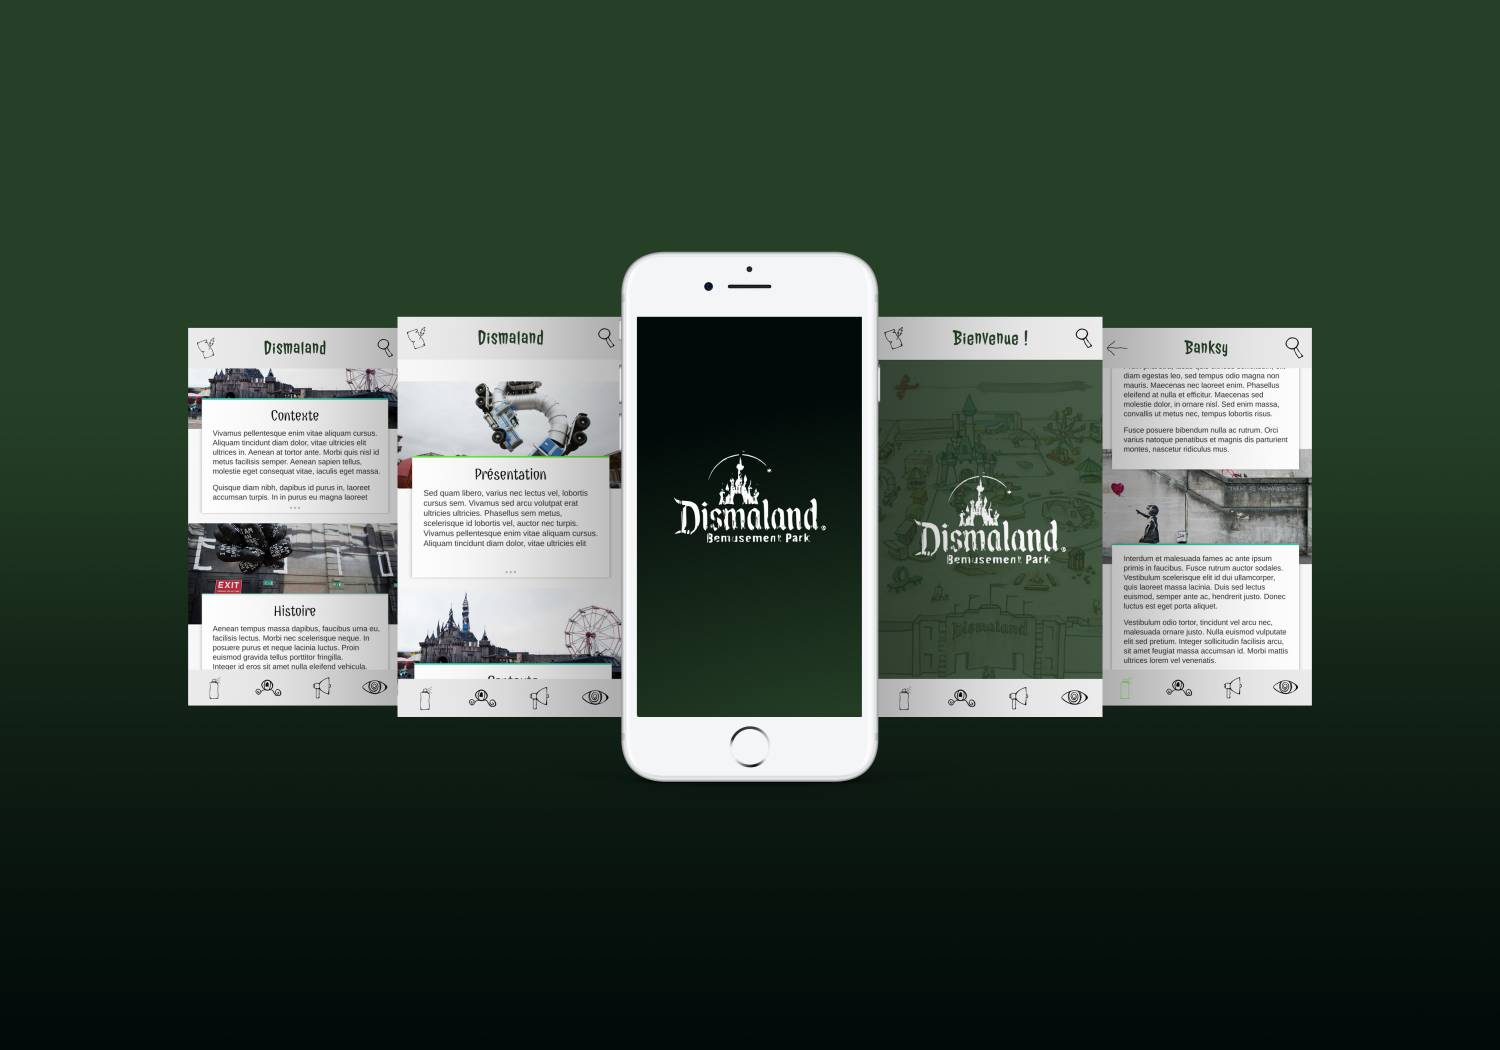 Dismaland
Contexte
Vivamus pellentesque enim vitae aliquam cursus.
Aliquam tincidunt diam dolor, vitae ultricies elit
ultrices in. Aenean at tortor ante. Morbi quis nisl id
metus facilisis semper. Aenean sapien tellus,
molestie eget consequat vitae, iaculis eget massa.
Quisque diam nibh, dapibus id purus in, laoreet
accumsan turpis. In in purus eu magna laoreet
EXIT
Histoire
Aenean tempus massa dapibus, faucibus urna eu,
facilisis lectus. Morbi nec scelerisque neque. In
posuere purus et neque lacinia luctus. Proin
euismod gravida tellus porttitor fringilla.
Integer id eros sit amet nulla eleifend vehicula.
Dismaland
Présentation
Sed quam libero, varius nec lectus vel, lobortis
cursus sem. Vivamus sed arcu volutpat erat
ultricies ultricies. Phasellus sem metus,
scelerisque id lobortis vel, auctor nec turpis.
Vivamus pellentesque enim vitae aliquam cursus.
Aliquam tincidunt diam dolor, vitae ultricies elit
Contexte
Dismaland
Bemusement Park
Bienvenue !
Dismaland
Bemusement Park
Dismaland
Banksy
diam egestas leo, sed tempus odio magna non
mauris. Maecenas nec laoreet enim. Phasellus
eleifend at nulla et efficitur. Maecenas sed
molestie dolor, in ornare nisl. Sed enim massa,
convallis ut metus nec, tempus lobortis risus.
Fusce posuere bibendum nulla ac rutrum. Orci
varius natoque penatibus et magnis dis parturient
montes, nascetur ridiculus mus.
Interdum et malesuada fames ac ante ipsum
primis in faucibus. Fusce rutrum auctor sodales.
Vestibulum scelerisque elit id dui ullamcorper,
quis laoreet massa lacinia. Duis sed lectus
euismod, semper ante ac, hendrerit justo. Donec
luctus est eget porta aliquet.
Vestibulum odio tortor, tincidunt vel arcu nec,
malesuada ornare justo. Nulla euismod vulputate
elit sed pretium. Integer sollicitudin facilisis arcu,
sit amet feugiat massa accumsan id. Morbi mattis
ultrices lorem vel venenatis.